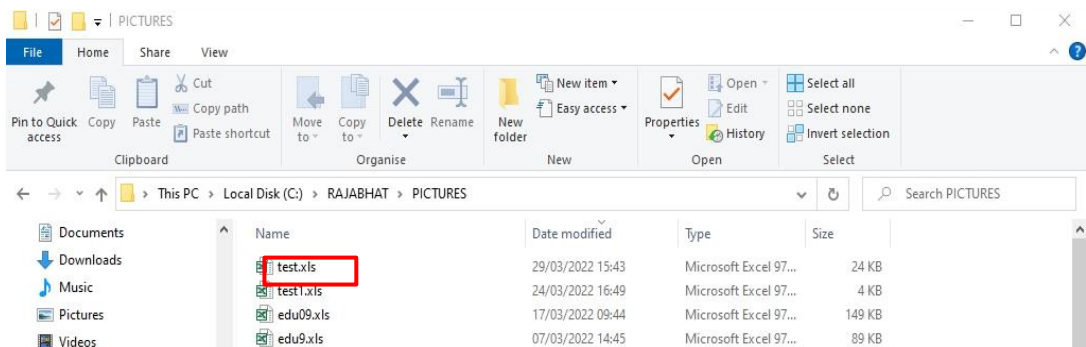 PICTURES
File Home Share View
Pin to Quick access
Copy
Paste
Cut
Copy path
Paste shortcut
Clipboard
Move to
Copy to
Delete
Rename
Organise
New folder
New item
Easy access
New
Properties
Open
Edit
History
Open
Select all
Select none
Invert selection
Select
This PC > Local Disk (C:) > RAJABHAT > PICTURES
Search PICTURES
Documents
Downloads
Music
Pictures
Videos
Name Date modified Type Size
test.xls 29/03/2022 15:43 Microsoft Excel 97... 24 KB
test1.xls 24/03/2022 16:49 Microsoft Excel 97... 4 KB
edu09.xls 17/03/2022 09:44 Microsoft Excel 97... 149 KB
edu9.xls 07/03/2022 14:45 Microsoft Excel 97... 89 KB